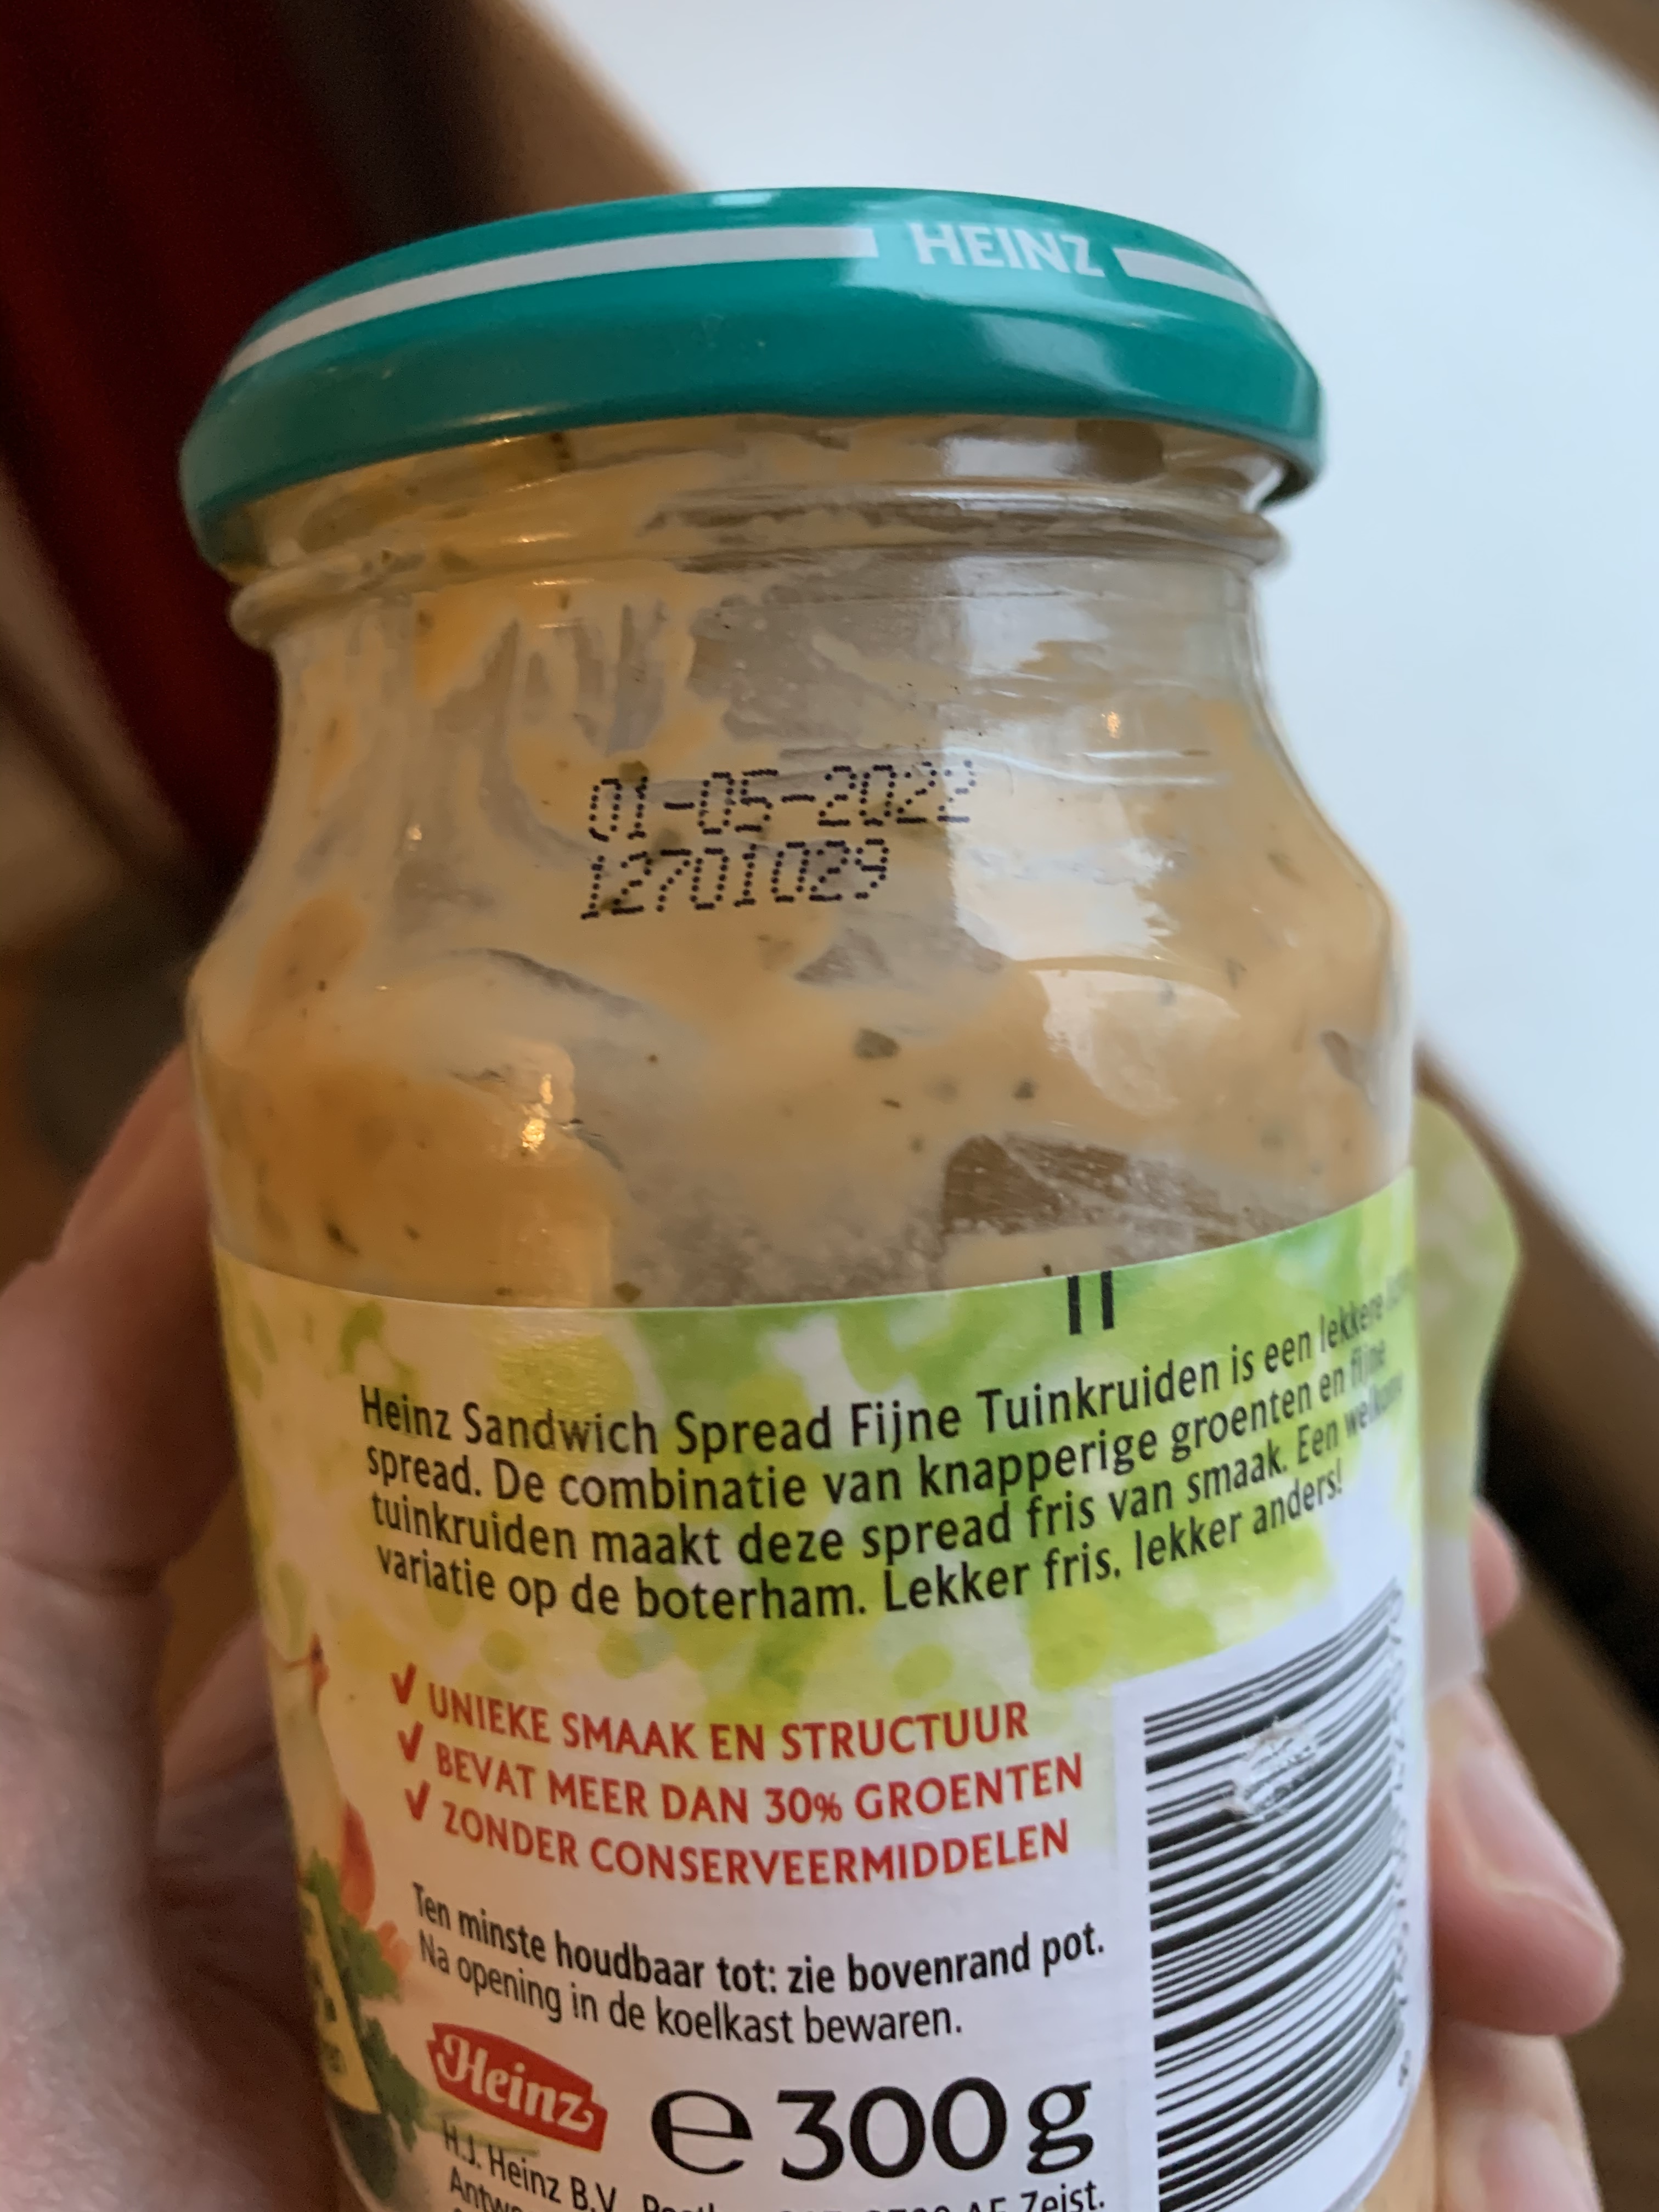 HEINZ
01-05-2022
12701029
Heinz Sandwich Spread Fijne Tuinkruiden is een lekkere
spread. De combinatie van knapperige groenten en fijne
tuinkruiden maakt deze spread fris van smaak. Een welkome
variatie op de boterham. Lekker fris, lekker anders!
✓ UNIEKE SMAAK EN STRUCTUUR
✓ BEVAT MEER DAN 30% GROENTEN
✓ ZONDER CONSERVEERMIDDELEN
Ten minste houdbaar tot: zie bovenrand pot.
Na opening in de koelkast bewaren.
Heinz
e 300g
H.J. Heinz B.V. Zeist.